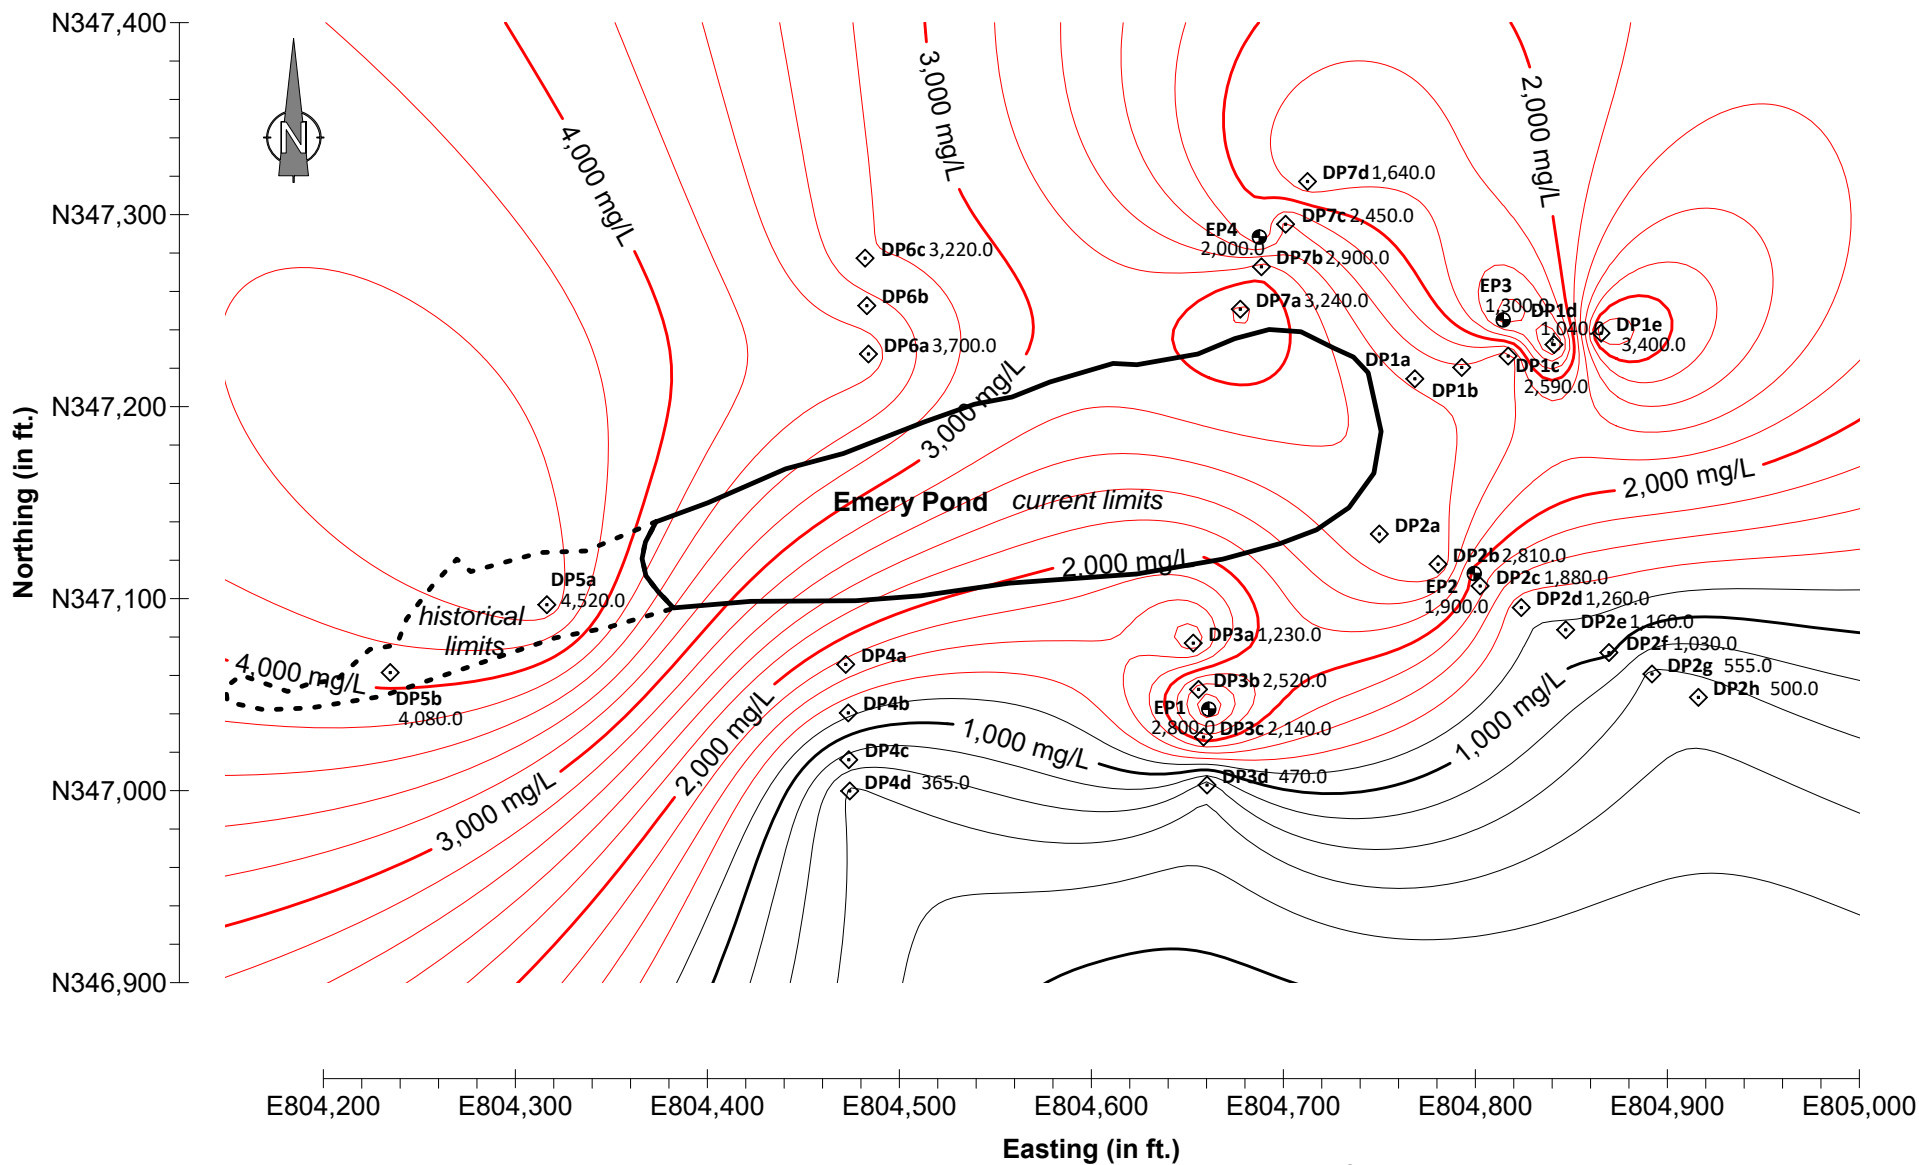 N347,400
N
3,000 mg/L
2,000 mg/L
4,000 mg/L
DP7d 1,640.0
N347,300
DP7c 2,450.0
EP4
2,000.0
DP6c 3,220.0
DP7b 2,900.0
DP6b
EP3
1,300.0
DP7a 3,240.0
DP1d
1,040.0
DP1e
3,400.0
DP6a 3,700.0
DP1a
DP1c
2,590.0
DP1b
N347,200
3,000 mg/L
2,000 mg/L
Emery Pond current limits
DP2a
2,000 mg/L
DP2b 2,810.0
DP5a
4,520.0
EP2
1,900.0
DP2c 1,880.0
N347,100
DP2d 1,260.0
historical
limits
DP2e 1,160.0
DP3a 1,230.0
DP2f 1,030.0
4,000 mg/L
DP4a
DP2g 555.0
DP3b 2,520.0
DP2h 500.0
DP5b
4,080.0
DP4b
EP1
2,800.0
DP3c 2,140.0
2,000 mg/L
1,000 mg/L
1,000 mg/L
DP4c
DP3d 470.0
DP4d 365.0
N347,000
3,000 mg/L
N346,900
Northing (in ft.)
E804,200 E804,300 E804,400 E804,500 E804,600 E804,700 E804,800 E804,900 E805,000
Easting (in ft.)